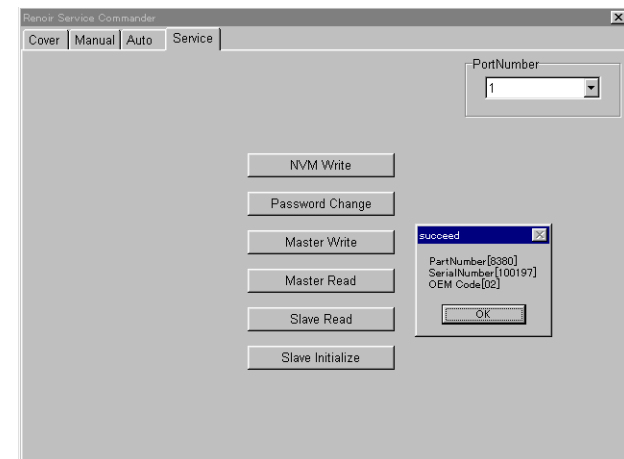 Renoir Service Commander
Cover Manual Auto Service
PortNumber
1
NVM Write
Password Change
Master Write
Master Read
Slave Read
Slave Initialize
succeed
PartNumber[8380]
SerialNumber[100197]
OEM Code[02]
OK